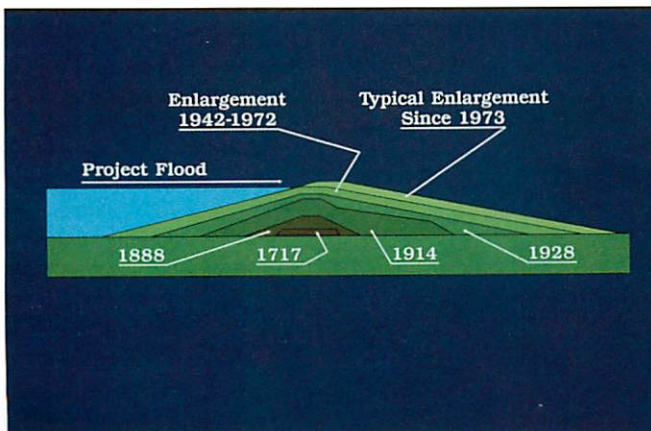 Enlargement
1942-1972
Typical Enlargement
Since 1973
Project Flood
1888
1717
1914
1928